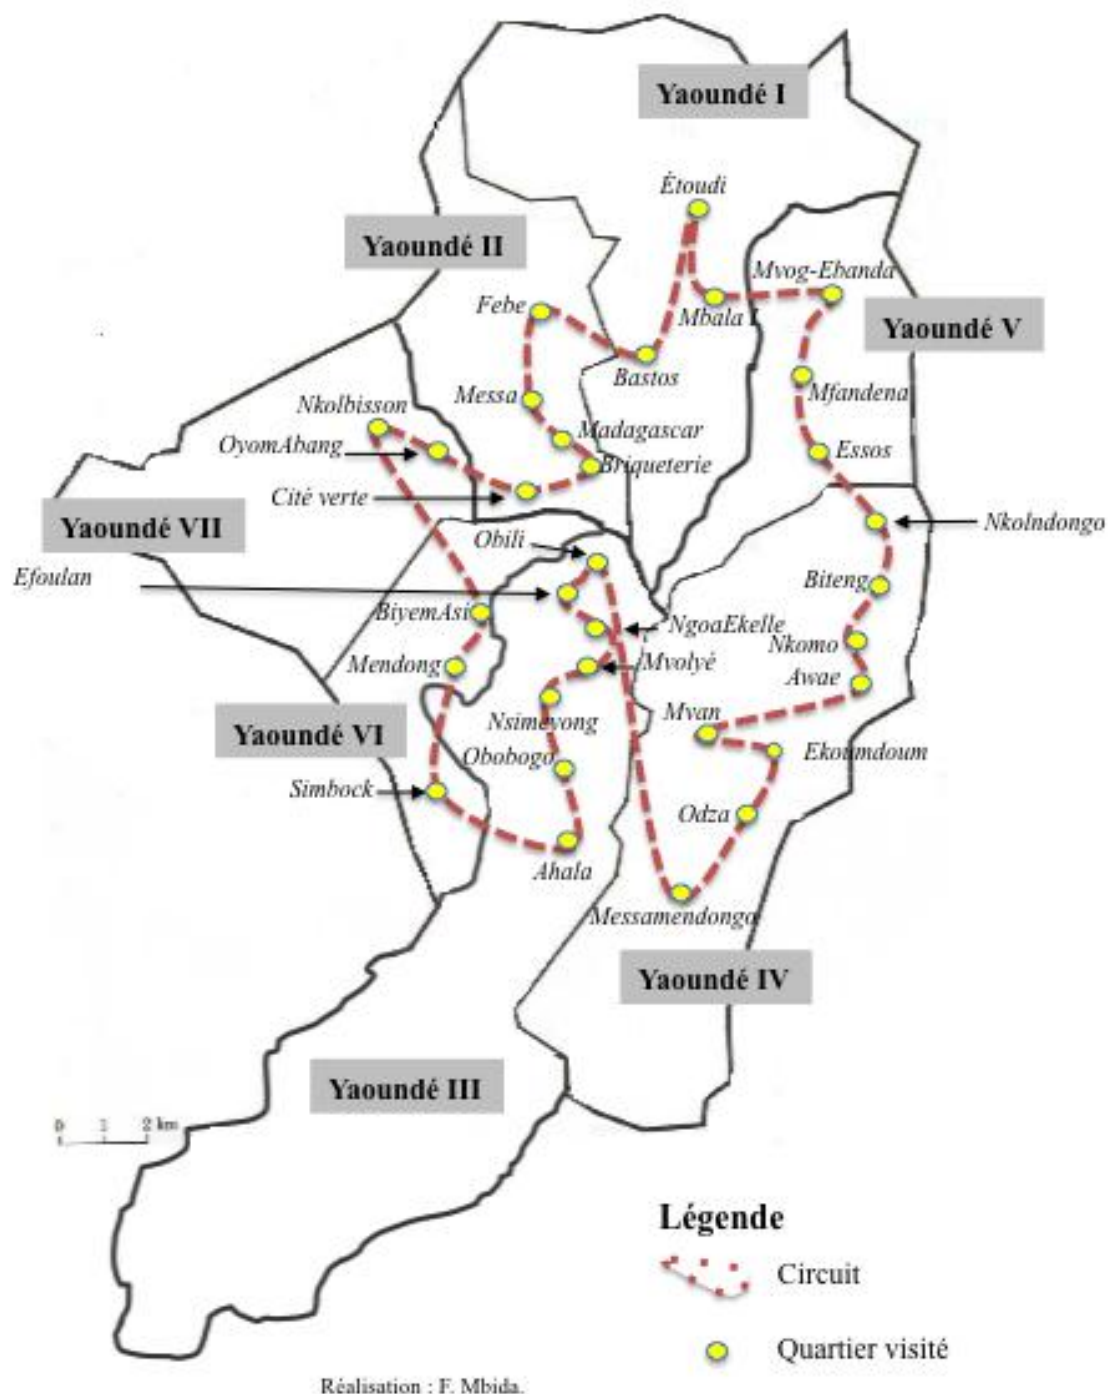 Yaoundé I
Étoudi
Yaoundé II
Mvog-Ebanda
Febe
Mbala I
Yaoundé V
Bastos
Messa
Mfandena
Nkolbisson
Madagascar
OyomAbang
Essos
Briqueterie
Cité verte
Yaoundé VII
Nkolndongo
Obili
Efoulan
Biteng
BiyemAsi
NgoaEkelle
Nkomo
Mendong
Mvolyé
Awae
Nsimeyong
Mvan
Yaoundé VI
Obobogo
Ekoumdoum
Simbock
Odza
Ahala
Messamendongo
Yaoundé IV
Yaoundé III
0 1 2 km
Légende
Circuit
Quartier visité
Réalisation : F. Mbida.